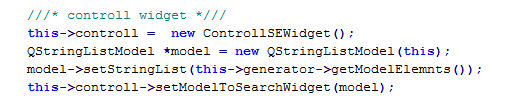 ///* controll widget *///
this->controll =  new ControllSEWidget();
QStringListModel *model = new QStringListModel(this);
model->setStringList(this->generator->getModelElemnts());
this->controll->setModelToSearchWidget(model);